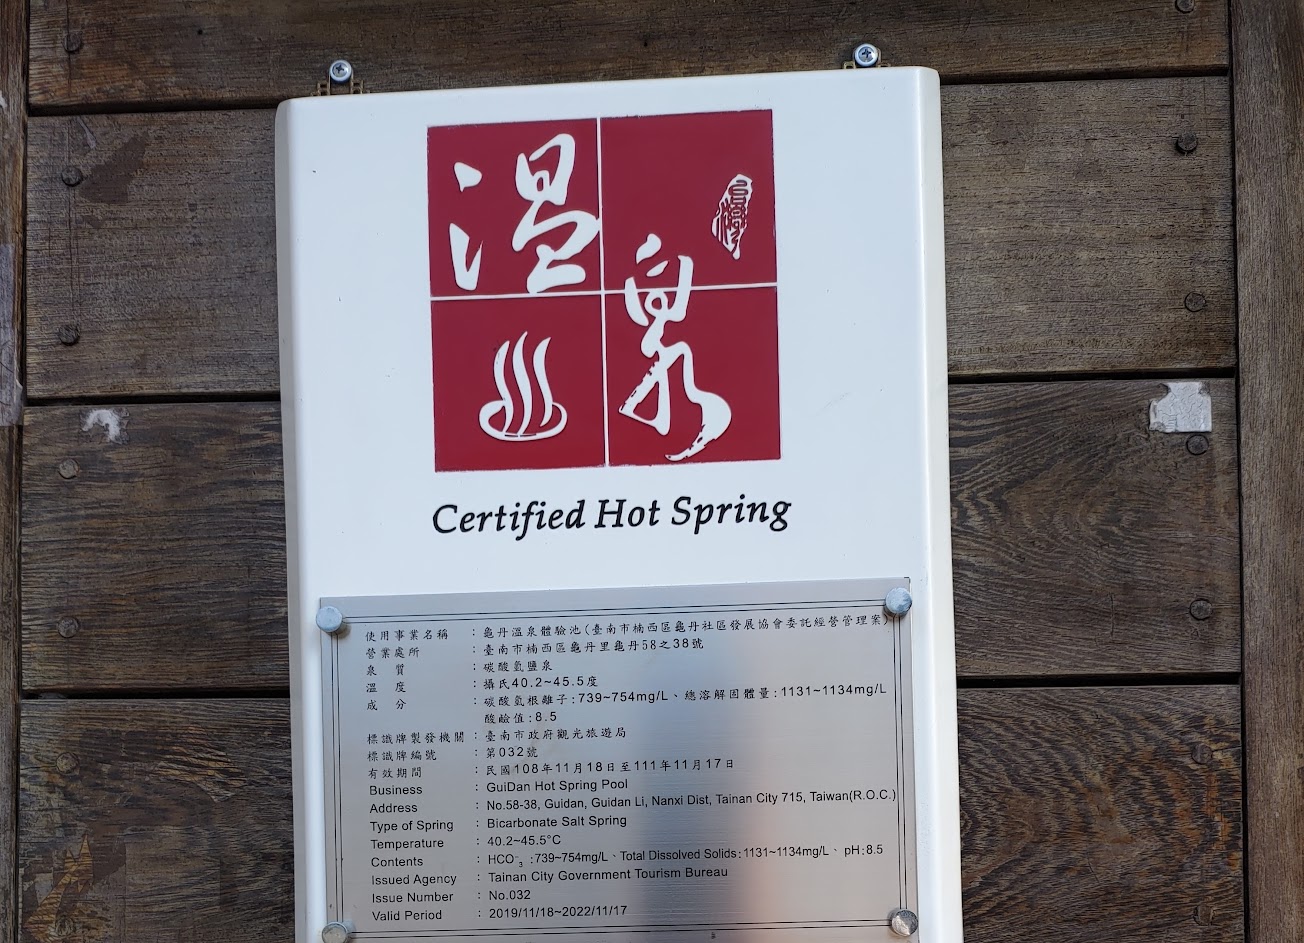 溫泉
台灣
Certified Hot Spring
使用事業名稱 : 龜丹溫泉體驗池(臺南市楠西區龜丹社區發展協會委託經營管理案)
營業處所 : 臺南市楠西區龜丹里龜丹58之38號
泉質 : 碳酸氫鹽泉
溫度 : 攝氏40.2~45.5度
成分 : 碳酸氫根離子:739~754mg/L、總溶解固體量:1131~1134mg/L
酸鹼值:8.5
標識牌製發機關 : 臺南市政府觀光旅遊局
標識牌編號 : 第032號
有效期間 : 民國108年11月18日至111年11月17日
Business : GuiDan Hot Spring Pool
Address : No.58-38, Guidan, Guidan Li, Nanxi Dist, Tainan City 715, Taiwan(R.O.C.)
Type of Spring : Bicarbonate Salt Spring
Temperature : 40.2~45.5°C
Contents : HCO⁻₃ :739~754mg/L、Total Dissolved Solids:1131~1134mg/L、 pH:8.5
Issued Agency : Tainan City Government Tourism Bureau
Issue Number : No.032
Valid Period : 2019/11/18~2022/11/17